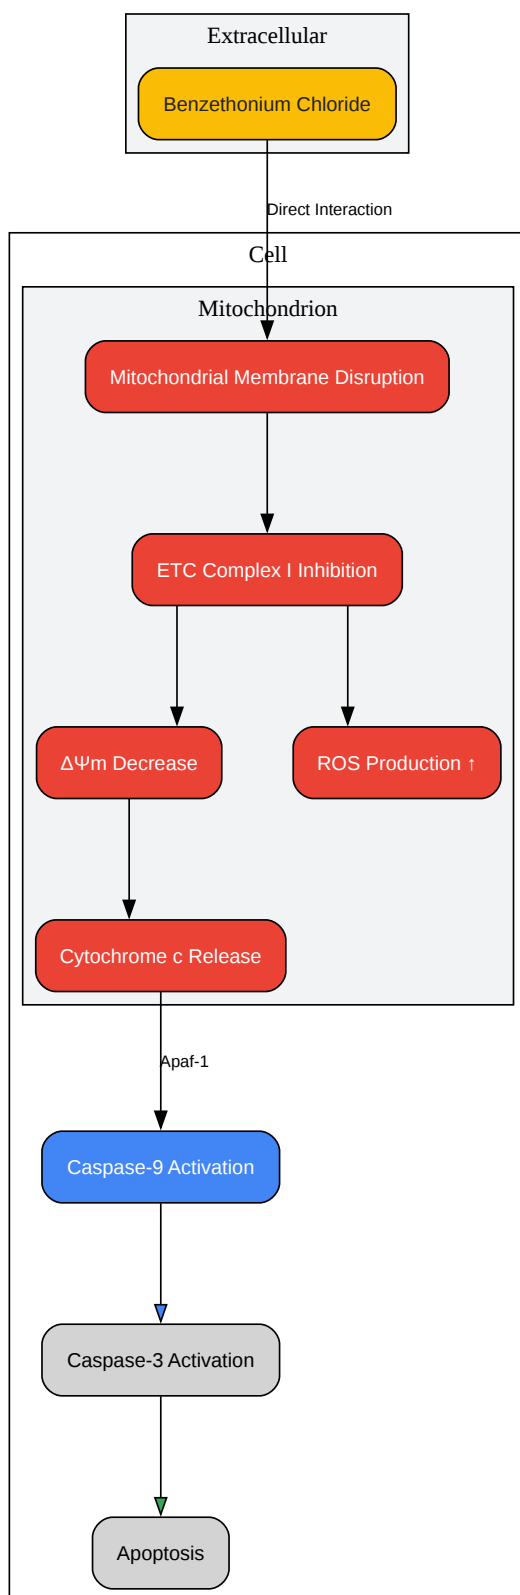 Extracellular
Benzethonium Chloride
Direct Interaction
Cell
Mitochondrion
Mitochondrial Membrane Disruption
ETC Complex I Inhibition
ΔΨm Decrease
ROS Production ↑
Cytochrome c Release
Apaf-1
Caspase-9 Activation
Caspase-3 Activation
Apoptosis